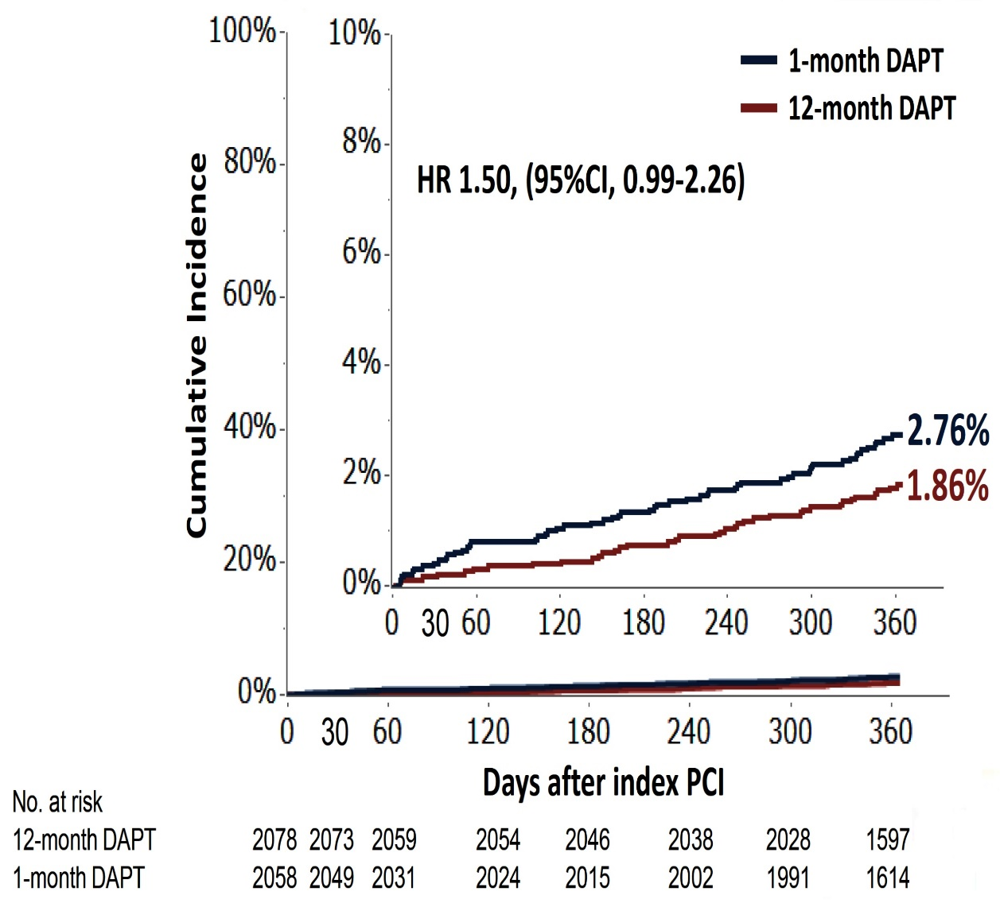 100%
80%
60%
40%
20%
0%
Cumulative Incidence
10%
8%
6%
4%
2%
0%
1-month DAPT
12-month DAPT
HR 1.50, (95%CI, 0.99-2.26)
2.76%
1.86%
0 30 60 120 180 240 300 360
0 30 60 120 180 240 300 360
Days after index PCI
No. at risk
12-month DAPT 2078 2073 2059 2054 2046 2038 2028 1597
1-month DAPT 2058 2049 2031 2024 2015 2002 1991 1614